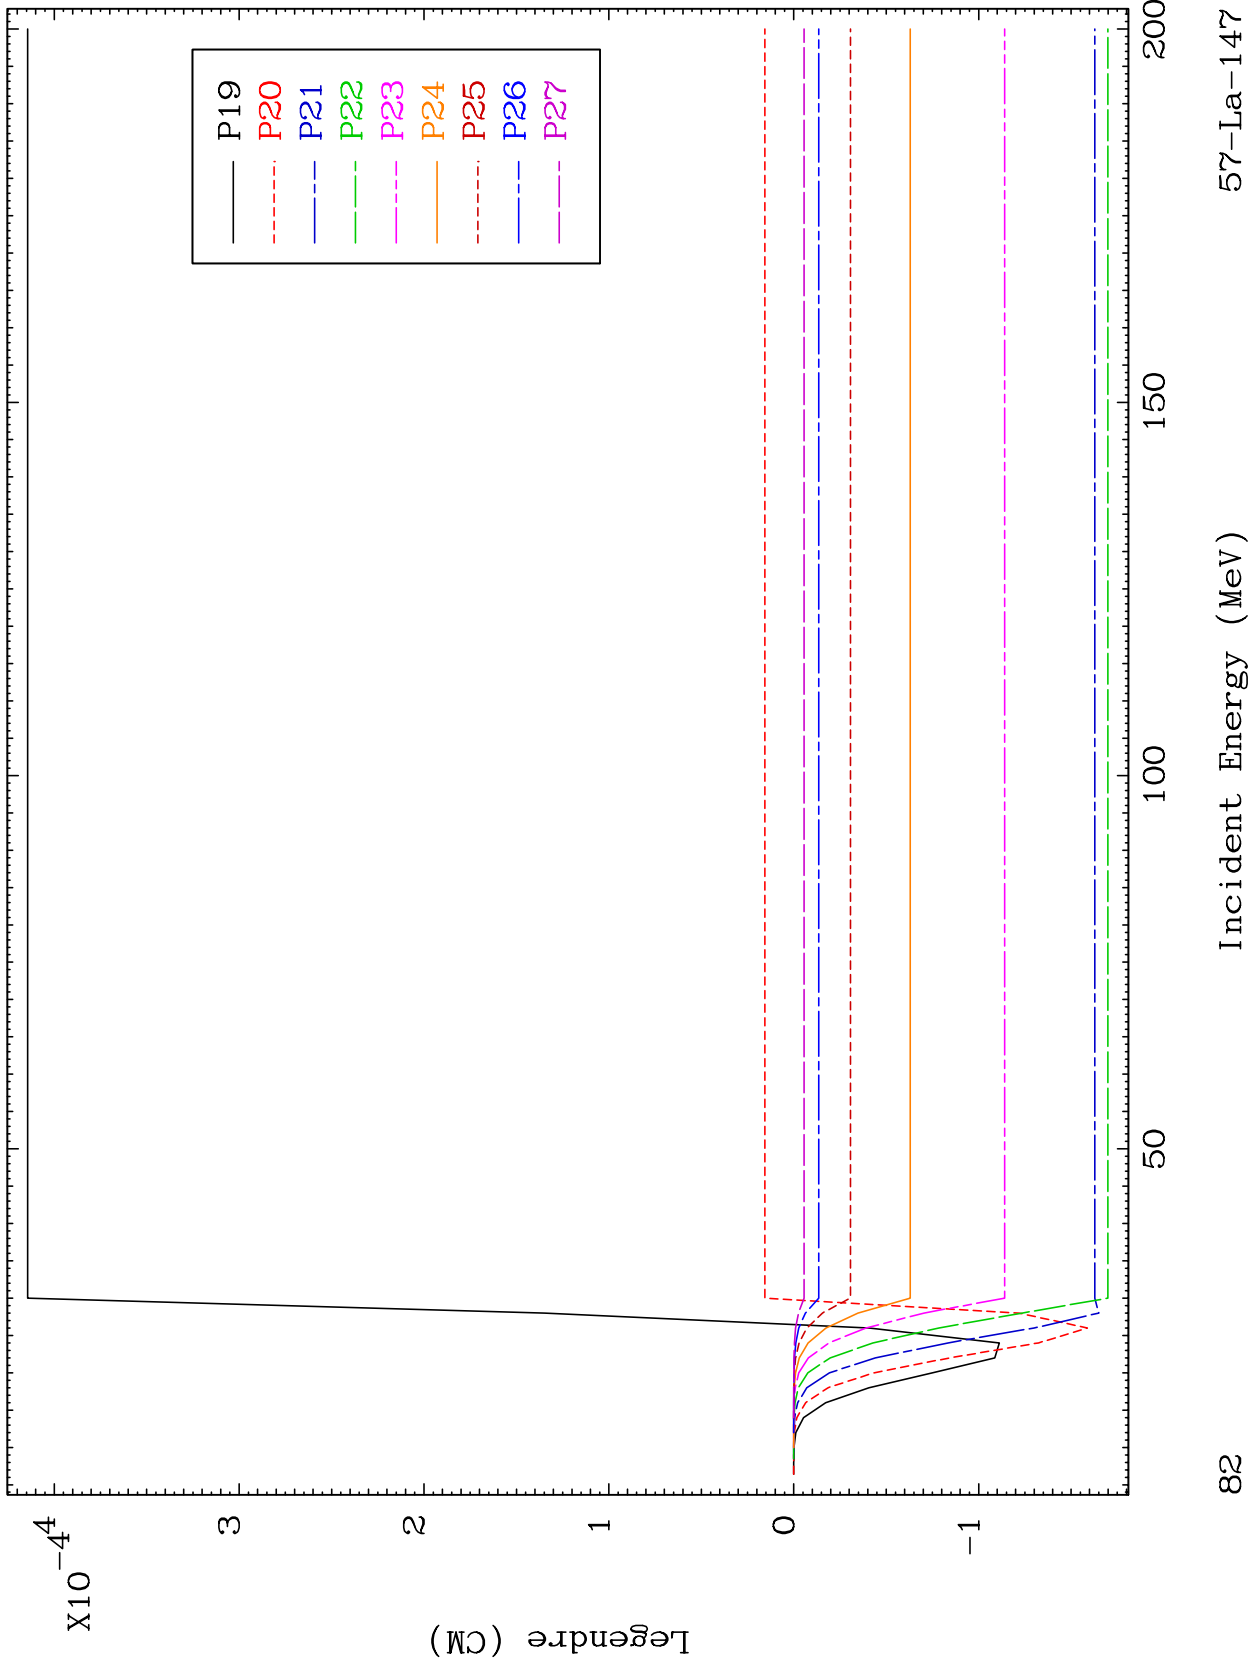 X10
-4
4
3
2
1
0
-1
Legendre (CM)
P19
P20
P21
P22
P23
P24
P25
P26
P27
50
100
150
200
Incident Energy (MeV)
82
57-La-147